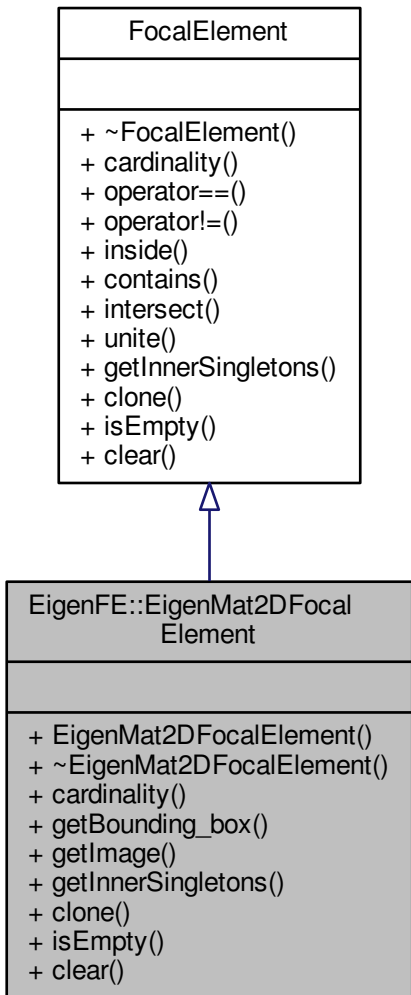 FocalElement
+ ~FocalElement()
+ cardinality()
+ operator==()
+ operator!=()
+ inside()
+ contains()
+ intersect()
+ unite()
+ getInnerSingletons()
+ clone()
+ isEmpty()
+ clear()
EigenFE::EigenMat2DFocal
Element
+ EigenMat2DFocalElement()
+ ~EigenMat2DFocalElement()
+ cardinality()
+ getBounding_box()
+ getImage()
+ getInnerSingletons()
+ clone()
+ isEmpty()
+ clear()